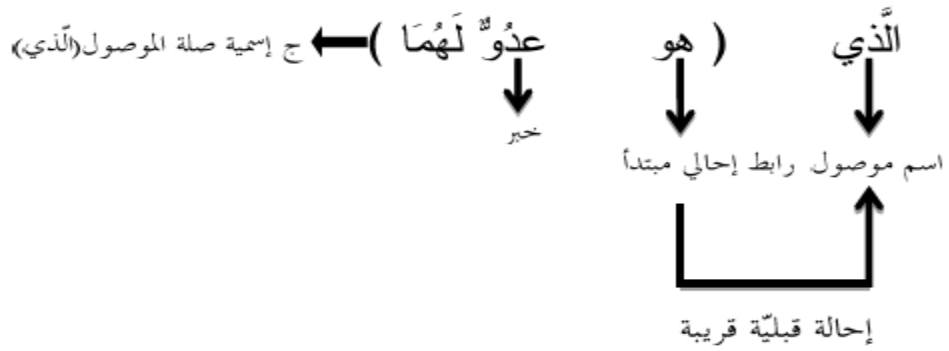 الَّذي ( هو عدُوٌّ لَهُمَا ) ج إسمية صلة الموصول(الّذي)
خبر
اسم موصول رابط إحالي مبتدأ
إحالة قبليّة قريبة